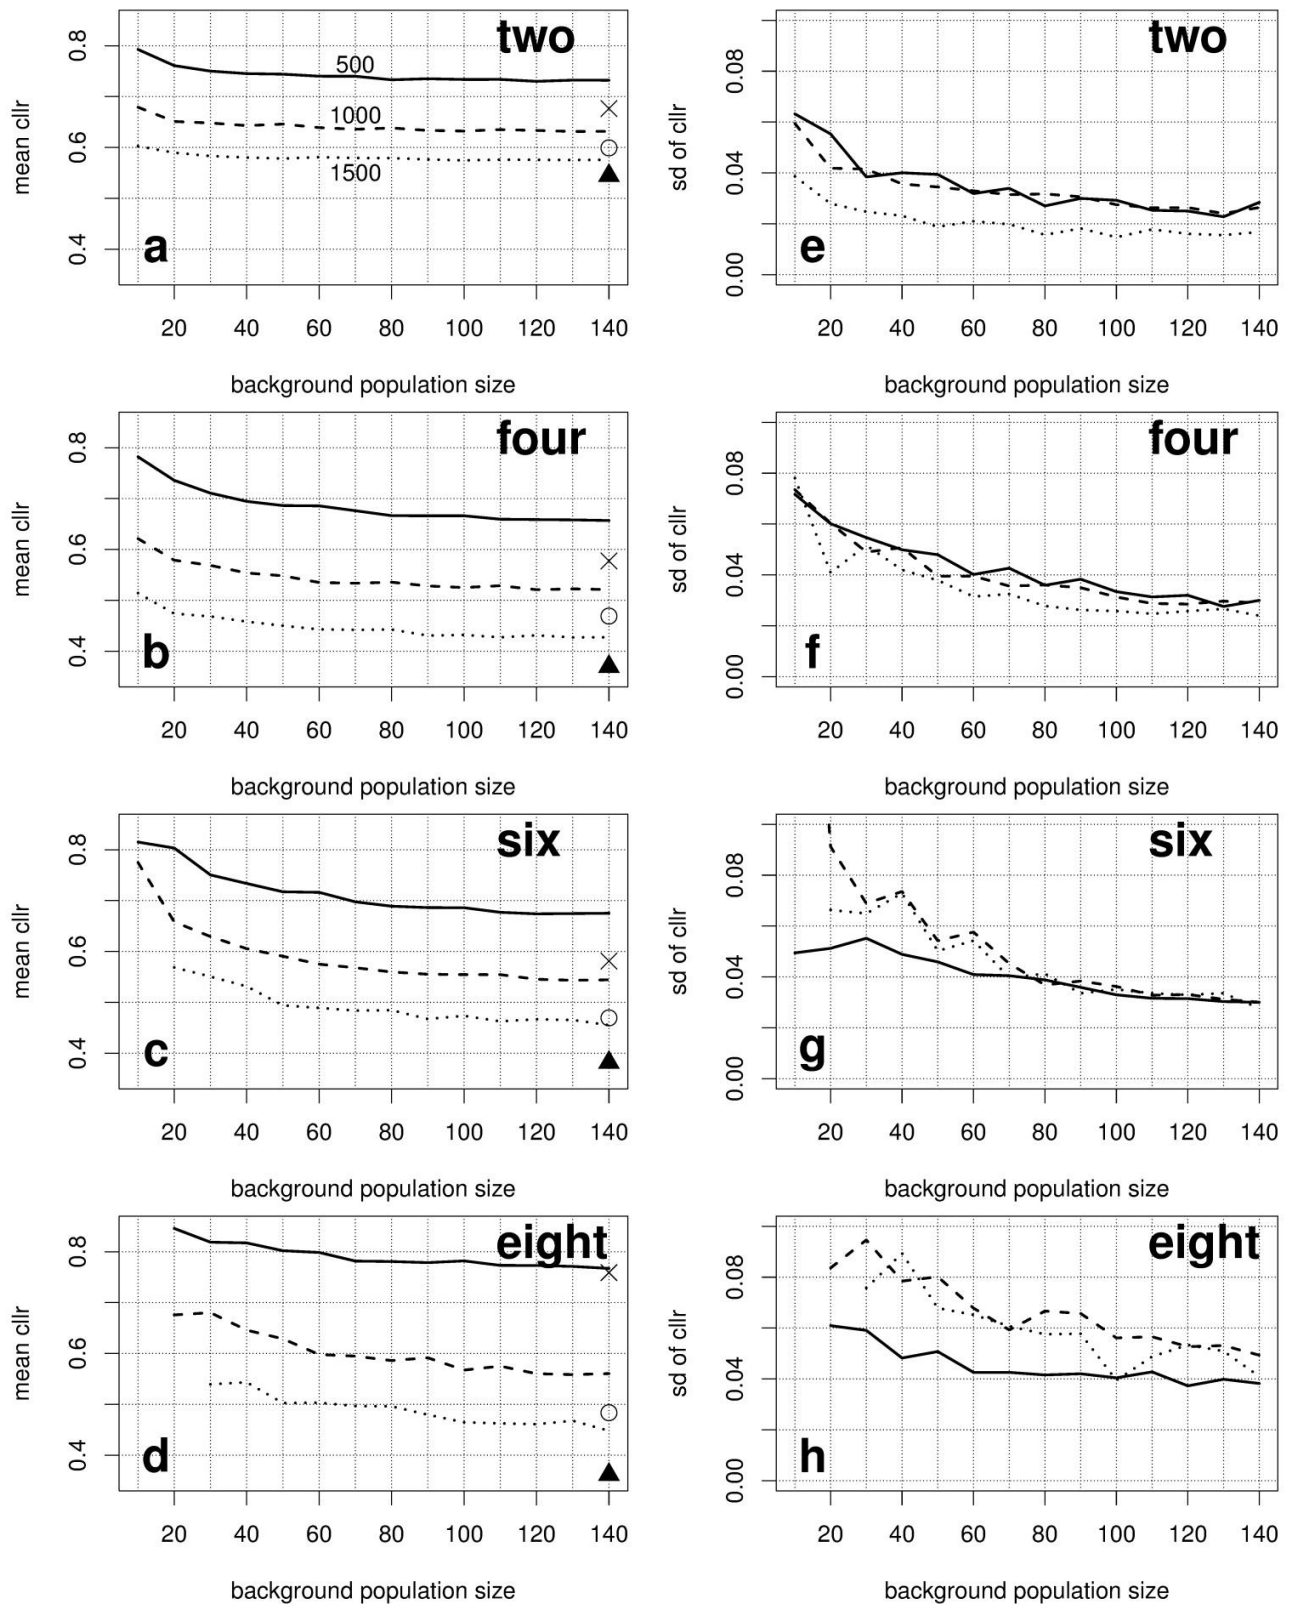 two
0.8
500
1000
0.6
1500
0.4
mean cllr
a
20 40 60 80 100 120 140
background population size
two
0.08
0.04
0.00
sd of cllr
e
20 40 60 80 100 120 140
background population size
four
0.8
0.6
0.4
mean cllr
b
20 40 60 80 100 120 140
background population size
four
0.08
0.04
0.00
sd of cllr
f
20 40 60 80 100 120 140
background population size
six
0.8
0.6
0.4
mean cllr
c
20 40 60 80 100 120 140
background population size
six
0.08
0.04
0.00
sd of cllr
g
20 40 60 80 100 120 140
background population size
eight
0.8
0.6
0.4
mean cllr
d
20 40 60 80 100 120 140
background population size
eight
0.08
0.04
0.00
sd of cllr
h
20 40 60 80 100 120 140
background population size